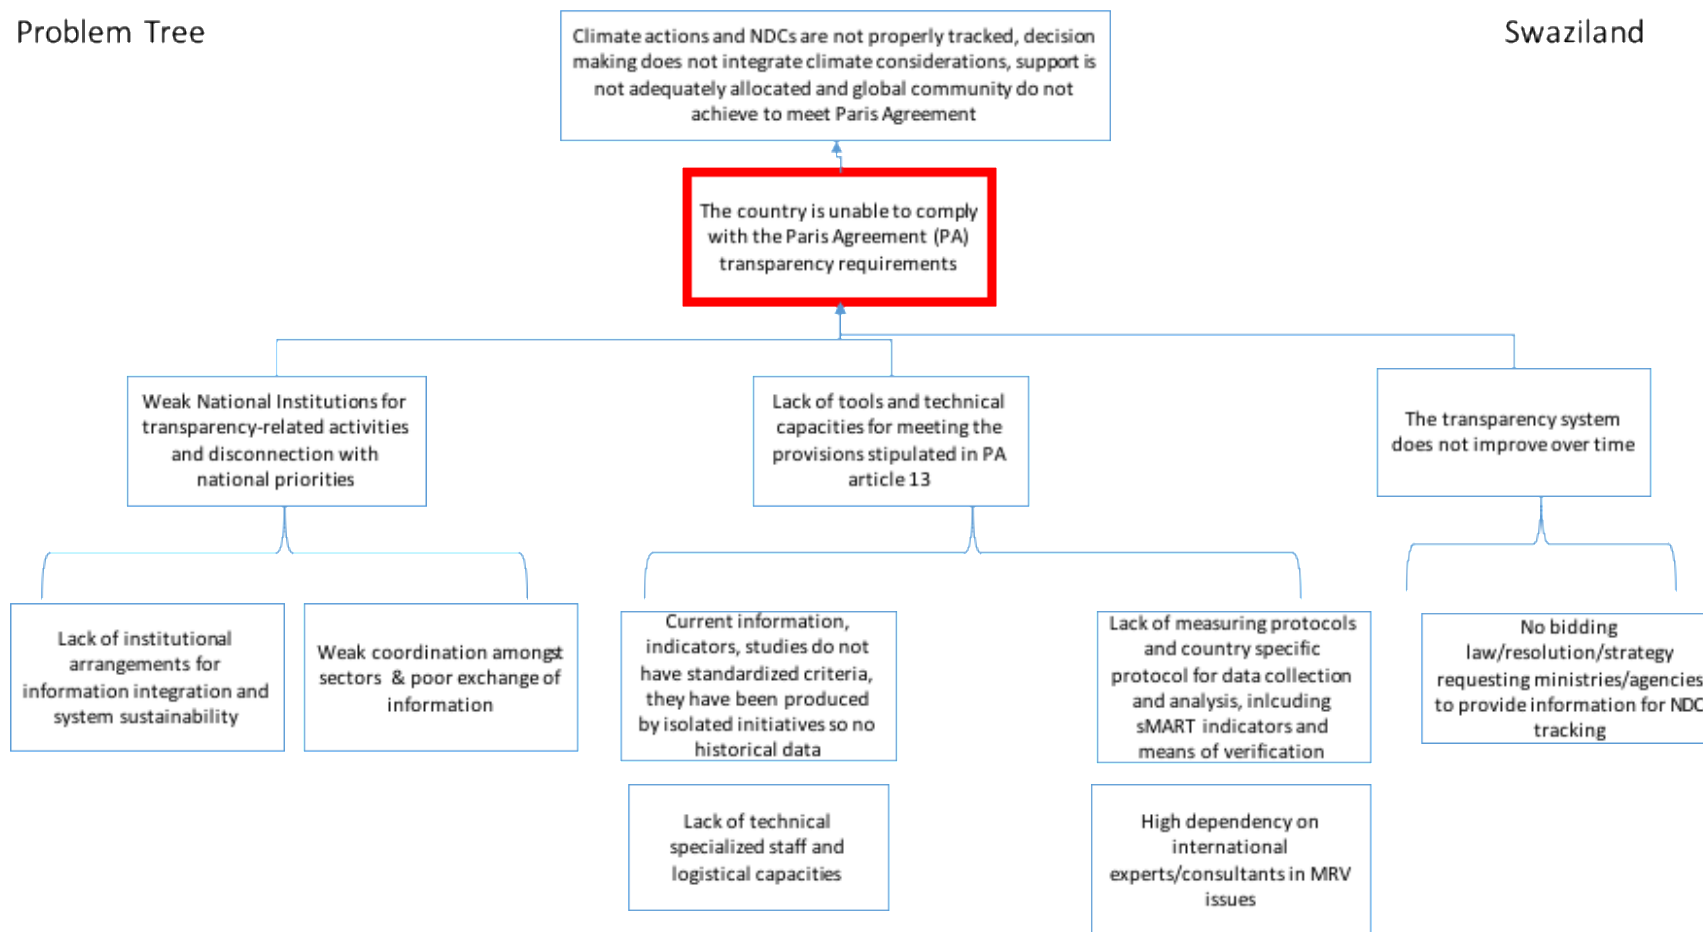 Problem Tree
Swaziland
Climate actions and NDCs are not properly tracked, decision
making does not integrate climate considerations, support is
not adequately allocated and global community do not
achieve to meet Paris Agreement
The country is unable to comply
with the Paris Agreement (PA)
transparency requirements
Weak National Institutions for
transparency-related activities
and disconnection with
national priorities
Lack of tools and technical
capacities for meeting the
provisions stipulated in PA
article 13
The transparency system
does not improve over time
Lack of institutional
arrangements for
information integration and
system sustainability
Weak coordination amongst
sectors & poor exchange of
information
Current information,
indicators, studies do not
have standardized criteria,
they have been produced
by isolated initiatives so no
historical data
Lack of measuring protocols
and country specific
protocol for data collection
and analysis, inlcuding
sMART indicators and
means of verification
No bidding
law/resolution/strategy
requesting ministries/agencies
to provide information for NDC
tracking
Lack of technical
specialized staff and
logistical capacities
High dependency on
international
experts/consultants in MRV
issues